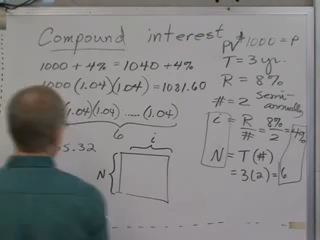 Compound interest
1000 + 4% = 1040 + 4%
1000 (1.04)(1.04) = 1081.60
(1.04)(1.04) ..... (1.04)
6
.32
i
N
PV $1000 = P
T = 3 yr.
R = 8%
# = 2 semi-
annually
i = R/# = 8%/2 = 4%
N = T(#)
= 3(2) = 6